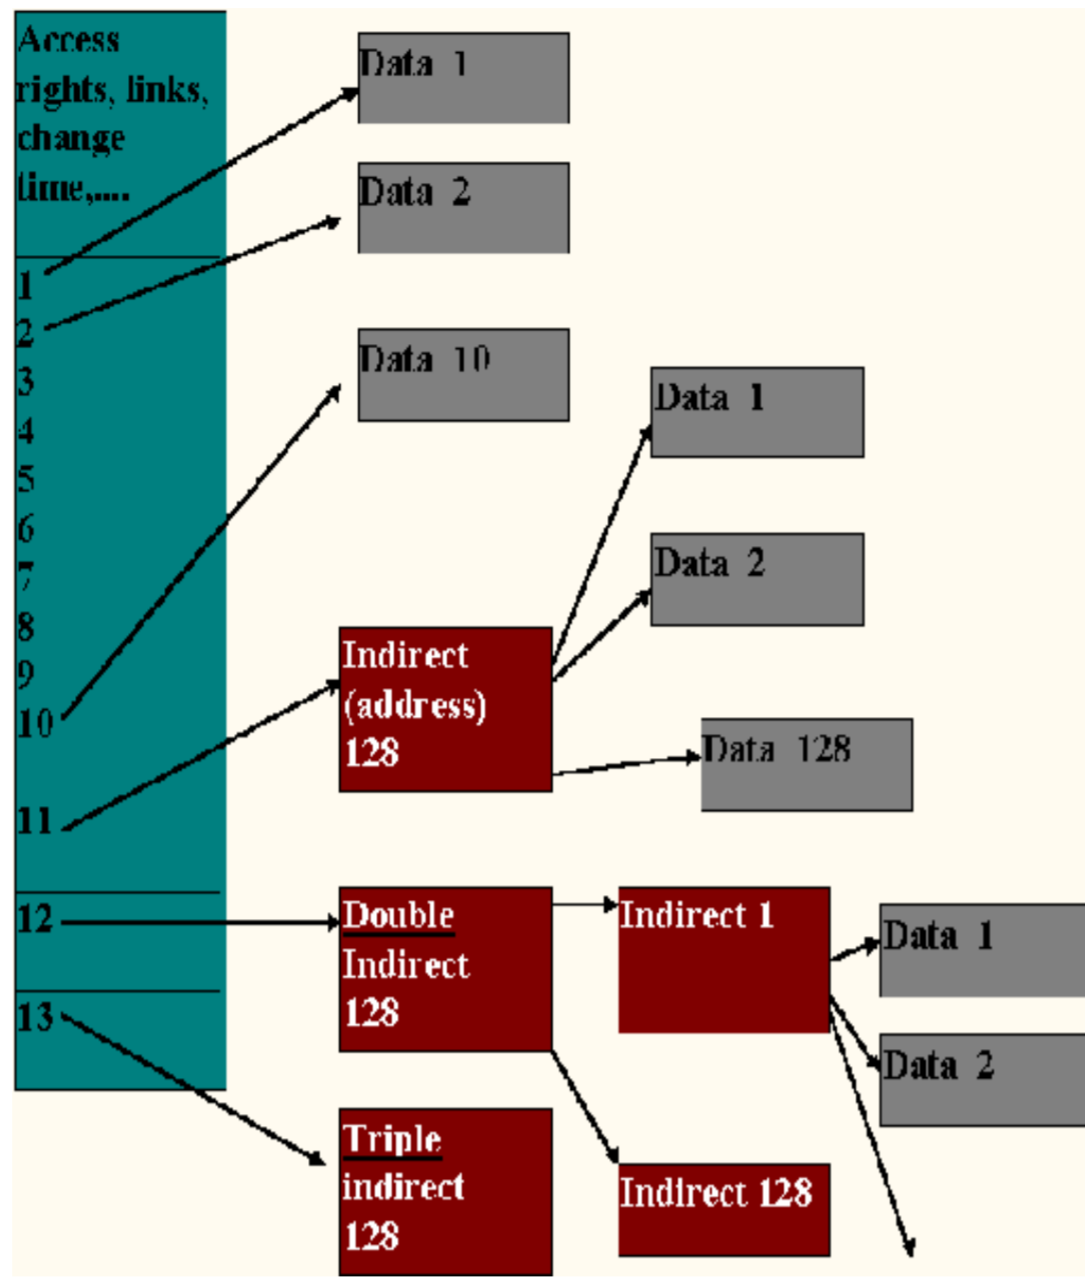 Access
rights, links,
change
time,....
1
2
3
4
5
6
7
8
9
10
11
12
13
Data 1
Data 2
Data 10
Indirect
(address)
128
Data 1
Data 2
Data 128
Double
Indirect
128
Indirect 1
Data 1
Data 2
Indirect 128
Triple
indirect
128